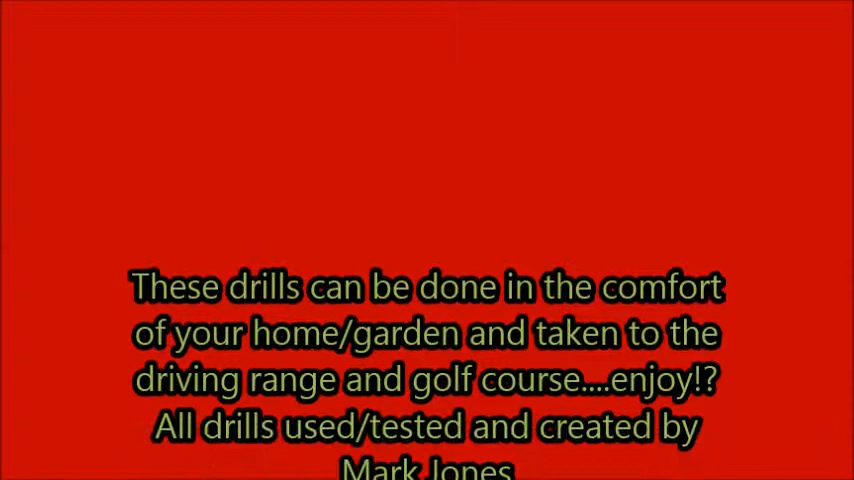 These drills can be done in the comfort
of your home/garden and taken to the
driving range and golf course....enjoy!?
All drills used/tested and created by
Mark Jones